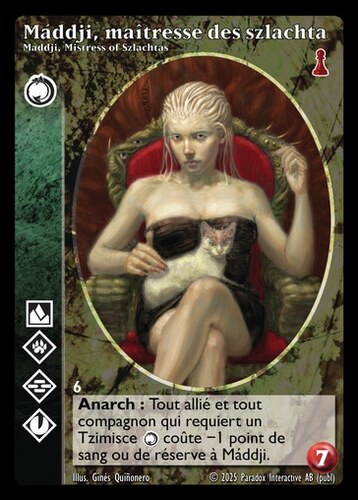 Máddji, maîtresse des szlachta
Máddji, Mistress of Szlachtas
6
Anarch : Tout allié et tout
compagnon qui requiert un
Tzimisce coûte −1 point de
sang ou de réserve à Máddji.
7
Illus. Ginés Quiñonero
© 2025 Paradox Interactive AB (publ)